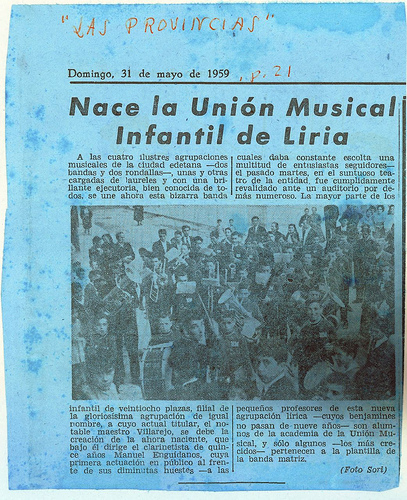 "LAS PROVINCIAS"
Domingo, 31 de mayo de 1959 p. 21
Nace la Unión Musical
Infantil de Liria
A las cuatro ilustres agrupaciones
musicales de la ciudad edetana —dos
bandas y dos rondallas—, unas y otras
cargadas de laureles y con una bri-
llante ejecutoria, bien conocida de to-
dos, se une ahora esta bizarra banda
infantil de veintiocho plazas, filial de
la gloriosísima agrupación de igual
nombre, a cuyo actual titular, el no-
table maestro Villarejo, se debe la
creación de la ahora naciente, que
bajo él dirige el clarinetista de quin-
ce años Manuel Enguídanos, cuya
primera actuación en público al fren-
te de sus diminutas huestes —a las
cuales daba constante escolta una
multitud de entusiastas seguidores—
el pasado martes, en el suntuoso tea-
tro de la entidad, fue cumplidamente
revalidado ante un auditorio por de-
más numeroso. La mayor parte de los
pequeños profesores de esta nueva
agrupación lírica —cuyos benjamines
no pasan de nueve años— son alum-
nos de la academia de la Unión Mu-
sical, y sólo algunos —los más cre-
cidos— pertenecen a la plantilla de
la banda matriz.
(Foto Sori)